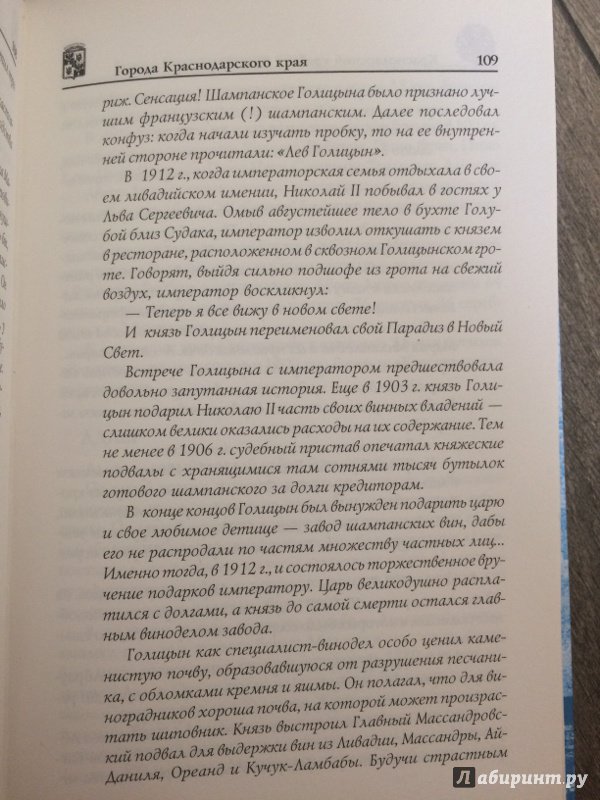 Города Краснодарского края 109
риж. Сенсация! Шампанское Голицына было признано луч-
шим французским (!) шампанским. Далее последовал
конфуз: когда начали изучать пробку, то на ее внутрен-
ней стороне прочитали: «Лев Голицын».
В 1912 г., когда императорская семья отдыхала в сво-
ем ливадийском имении, Николай II побывал в гостях у
Льва Сергеевича. Омыв августейшее тело в бухте Голу-
бой близ Судака, император изволил откушать с князем
в ресторане, расположенном в сквозном Голицынском гро-
те. Говорят, выйдя сильно подшофе из грота на свежий
воздух, император воскликнул:
— Теперь я все вижу в новом свете!
И князь Голицын переименовал свой Парадиз в Новый
Свет.
Встрече Голицына с императором предшествовала
довольно запутанная история. Еще в 1903 г. князь Голи-
цын подарил Николаю II часть своих винных владений —
слишком велики оказались расходы на их содержание. Тем
не менее в 1906 г. судебный пристав опечатал княжеские
подвалы с хранящимися там сотнями тысяч бутылок
готового шампанского за долги кредиторам.
В конце концов Голицын был вынужден подарить царю
и свое любимое детище — завод шампанских вин, дабы
его не распродали по частям множеству частных лиц...
Именно тогда, в 1912 г., и состоялось торжественное вру-
чение подарков императору. Царь великодушно распла-
тился с долгами, а князь до самой смерти остался глав-
ным виноделом завода.
Голицын как специалист-винодел особо ценил каме-
нистую почву, образовавшуюся от разрушения песчани-
ка, с обломками кремня и яшмы. Он полагал, что для ви-
ноградников хороша почва, на которой может произрас-
тать шиповник. Князь выстроил Главный Массандровс-
кий подвал для выдержки вин из Ливадии, Массандры, Ай-
Даниля, Ореанд и Кучук-Ламбабы. Будучи страстным
Лабиринт.ру